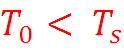 T₀ < Tₛ